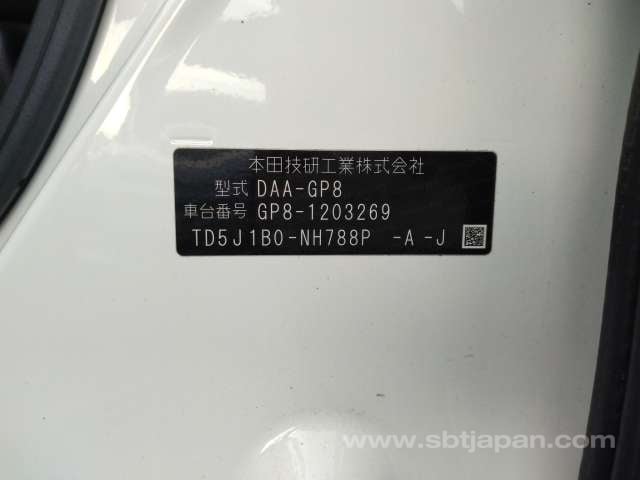 本田技研工業株式会社
型式 DAA-GP8
車台番号 GP8-1203269
TD5J1B0-NH788P -A -J
www.sbtjapan.com